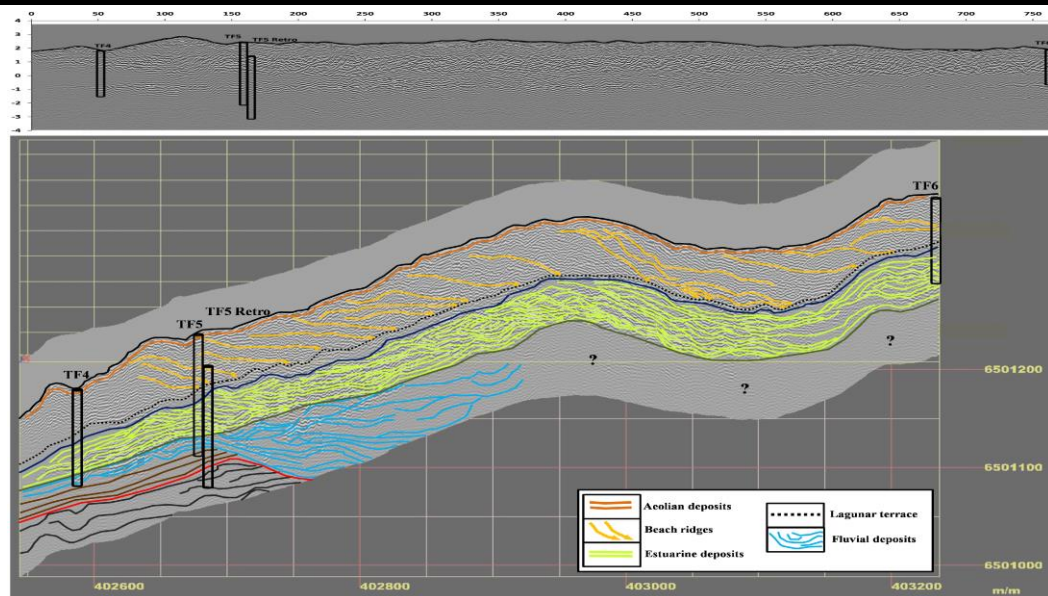 0 50 100 150 200 250 300 350 400 450 500 550 600 650 700 750
4
3
2
1
0
-1
-2
-3
-4
TF4
TF5
TF5 Retro
TF5 Retro
TF6
TF5
TF4
?
?
?
6501200
6501100
6501000
Aeolian deposits
Beach ridges
Estuarine deposits
Lagunar terrace
Fluvial deposits
402600 402800 403000 403200 m/m